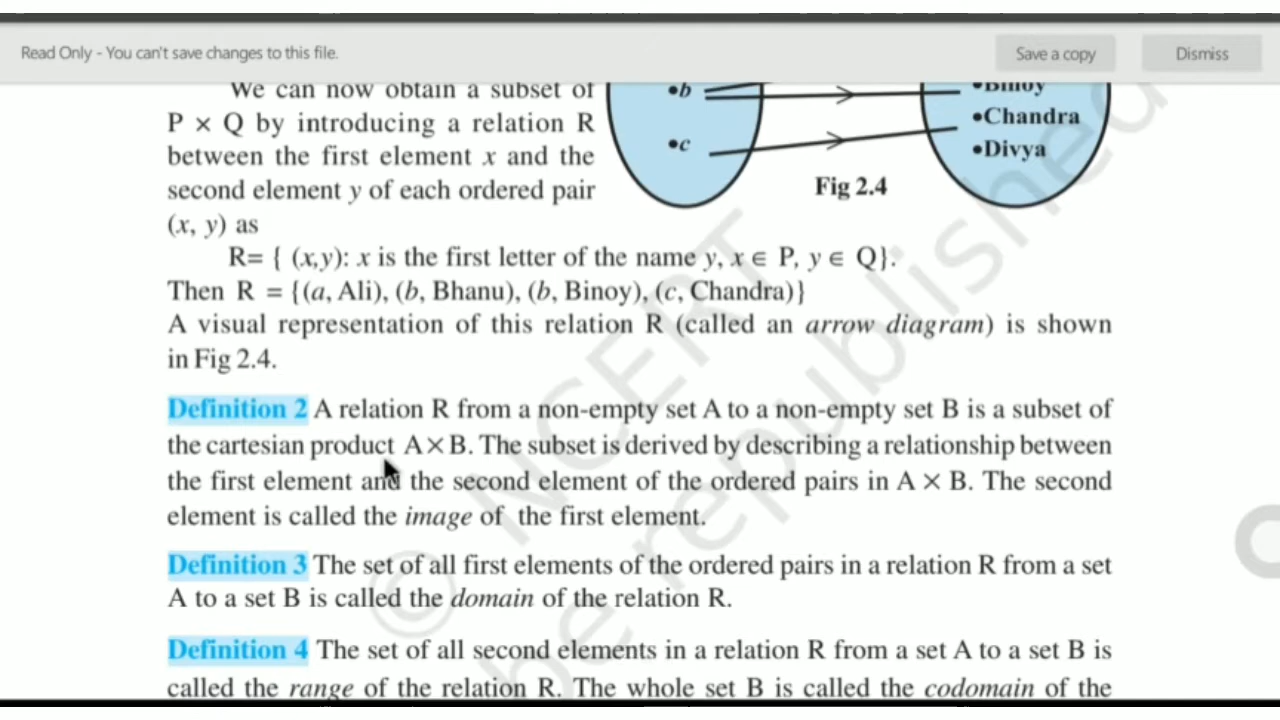 Read Only - You can't save changes to this file.
Save a copy
Dismiss
We can now obtain a subset of
P × Q by introducing a relation R
between the first element x and the
second element y of each ordered pair
(x, y) as
•b
•c
•Binoy
•Chandra
•Divya
Fig 2.4
R= { (x,y): x is the first letter of the name y, x ∈ P, y ∈ Q}.
Then R = {(a, Ali), (b, Bhanu), (b, Binoy), (c, Chandra)}
A visual representation of this relation R (called an arrow diagram) is shown
in Fig 2.4.
Definition 2 A relation R from a non-empty set A to a non-empty set B is a subset of
the cartesian product A × B. The subset is derived by describing a relationship between
the first element and the second element of the ordered pairs in A × B. The second
element is called the image of the first element.
Definition 3 The set of all first elements of the ordered pairs in a relation R from a set
A to a set B is called the domain of the relation R.
Definition 4 The set of all second elements in a relation R from a set A to a set B is
called the range of the relation R. The whole set B is called the codomain of the
© NCERT
be republished